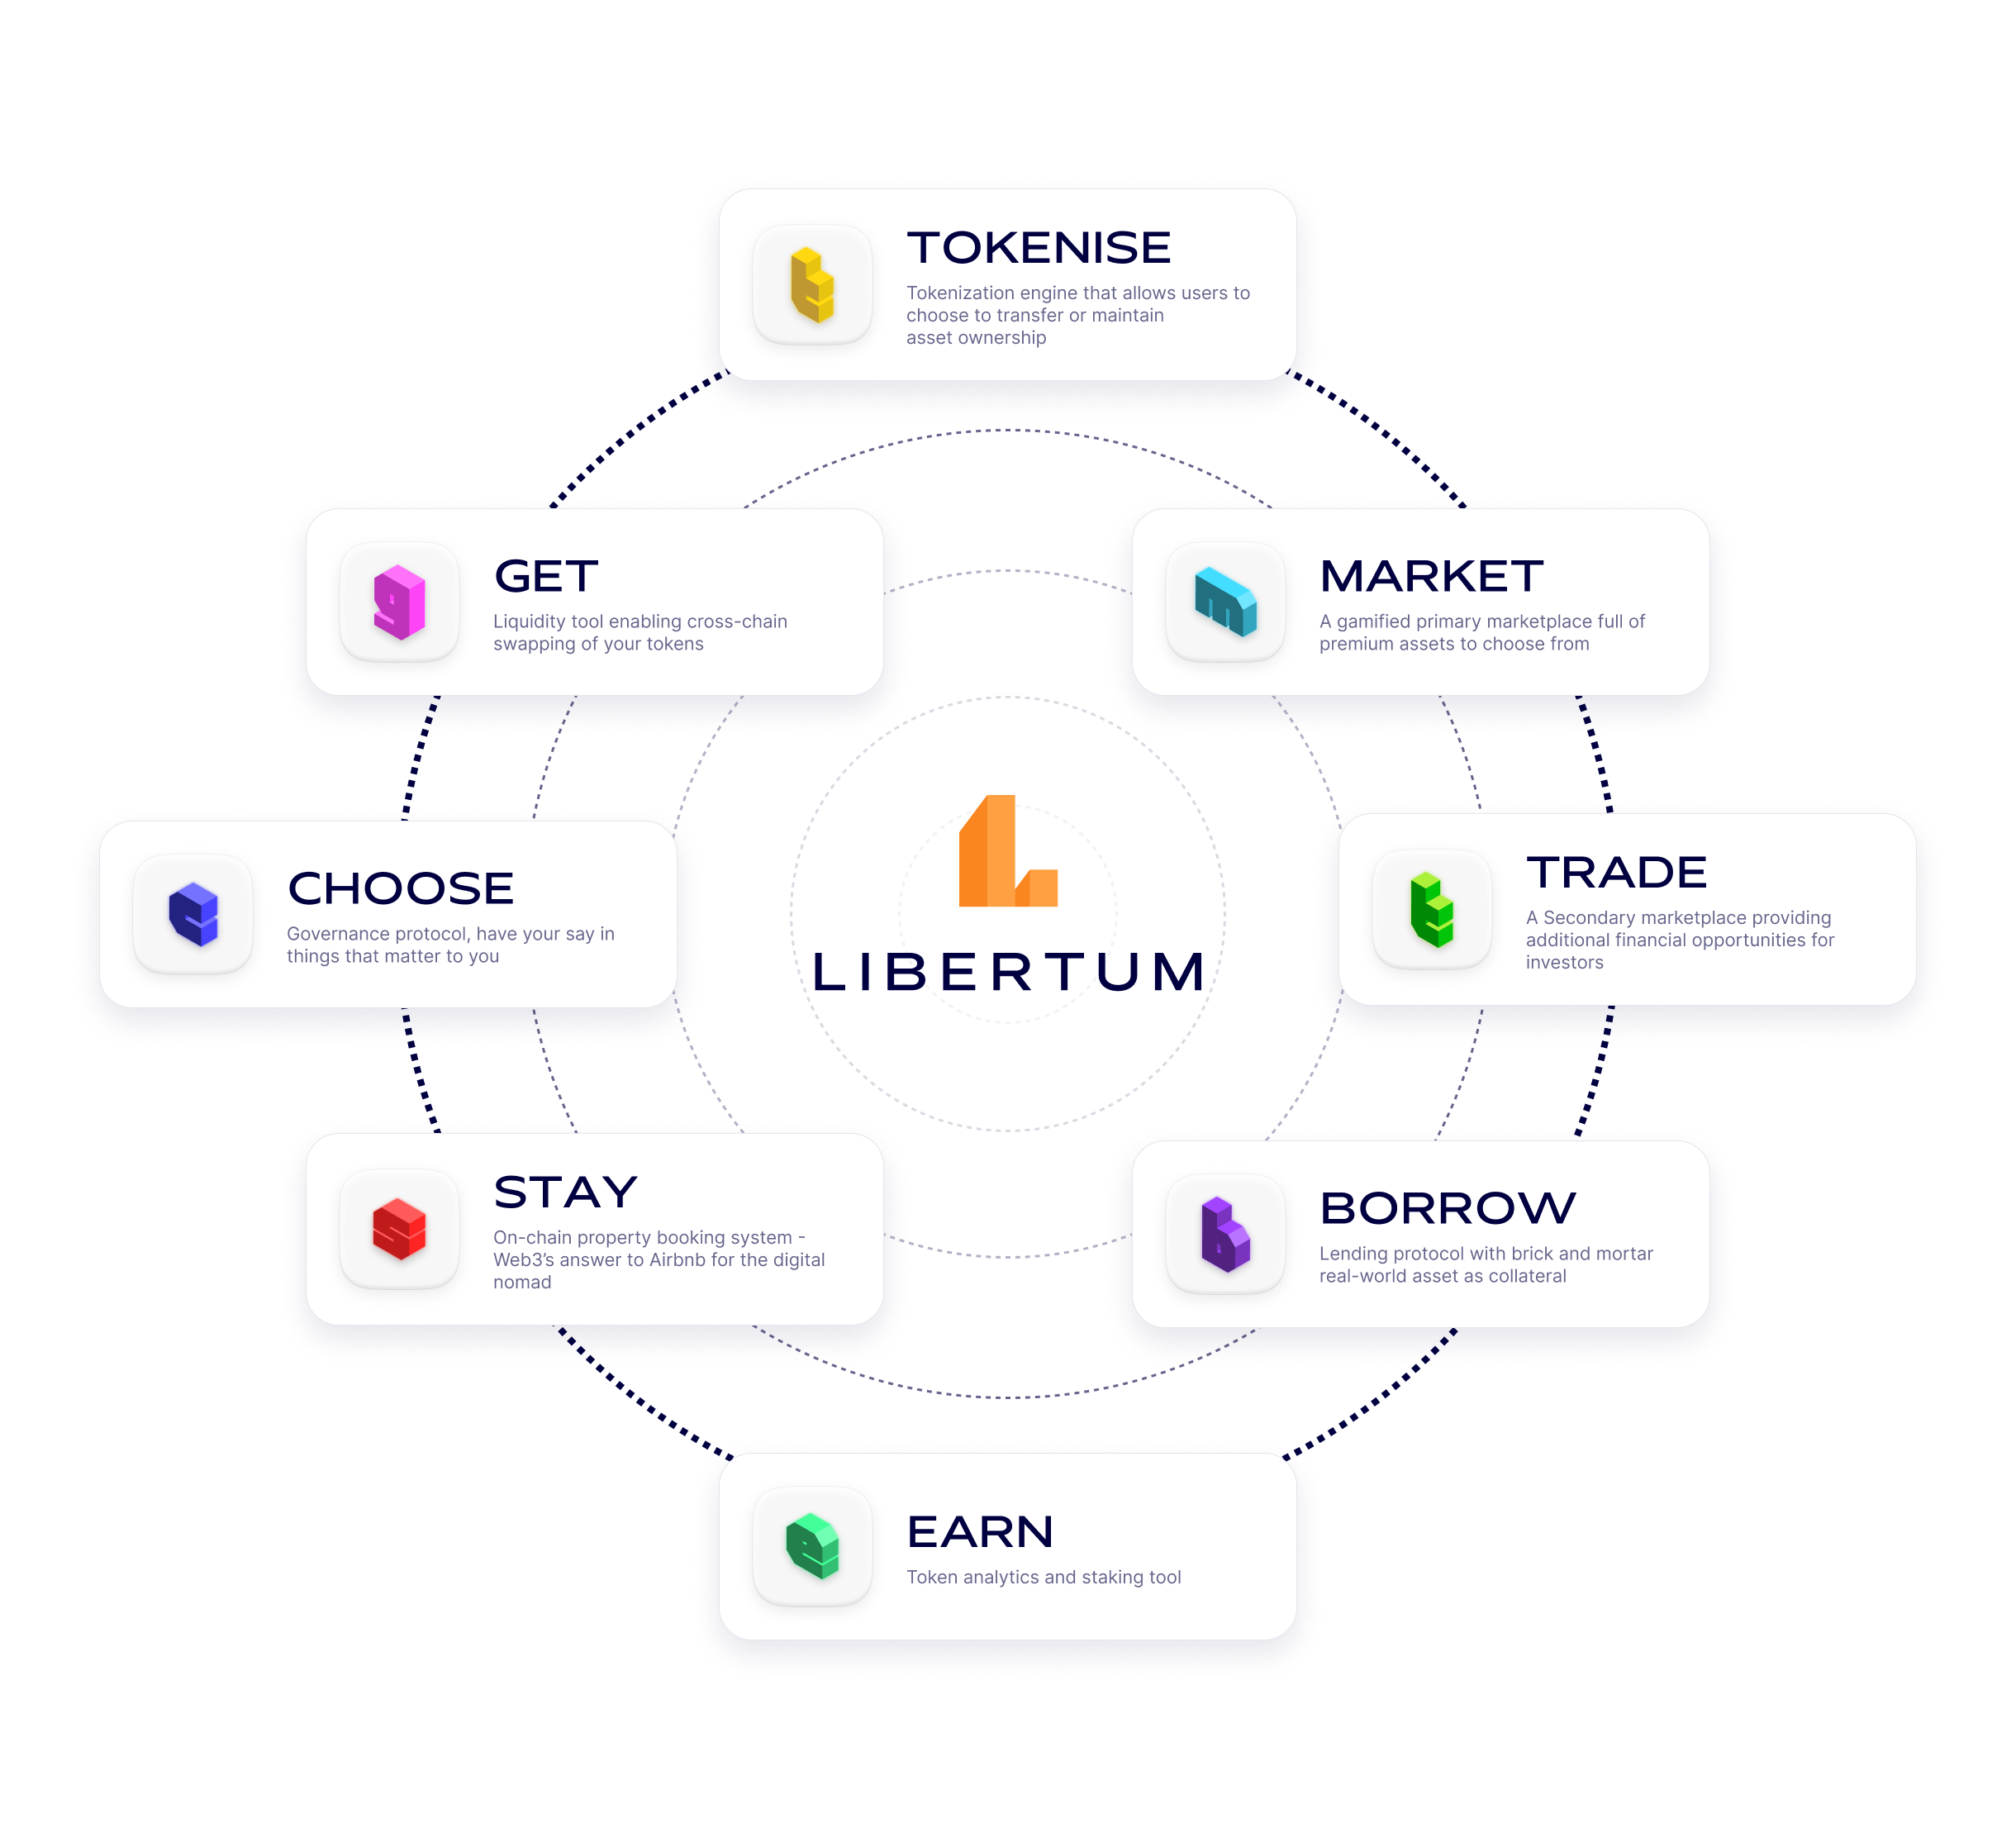 TOKENISE
Tokenization engine that allows users to
choose to transfer or maintain
asset ownership
GET
Liquidity tool enabling cross-chain
swapping of your tokens
MARKET
A gamified primary marketplace full of
premium assets to choose from
CHOOSE
Governance protocol, have your say in
things that matter to you
LIBERTUM
TRADE
A Secondary marketplace providing
additional financial opportunities for
investors
STAY
On-chain property booking system -
Web3’s answer to Airbnb for the digital
nomad
BORROW
Lending protocol with brick and mortar
real-world asset as collateral
EARN
Token analytics and staking tool